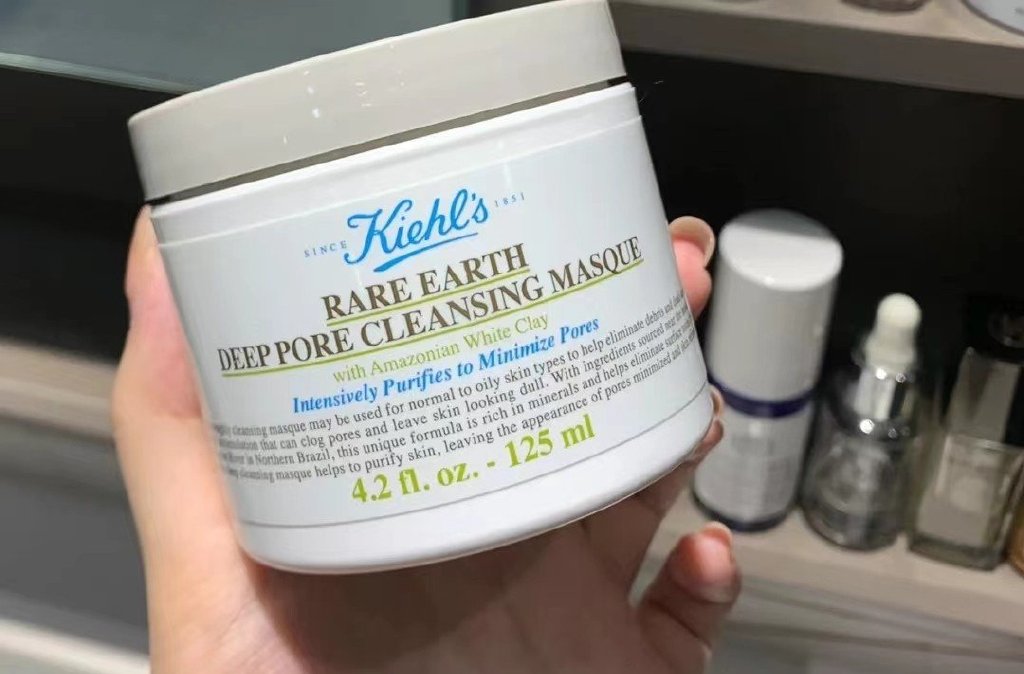 SINCE Kiehl's 1851
RARE EARTH
DEEP PORE CLEANSING MASQUE
with Amazonian White Clay
Intensively Purifies to Minimize Pores
cleansing masque may be used for normal to oily skin types to help eliminate debris and
that can clog pores and leave skin looking dull. With ingredients sourced near the
in Northern Brazil, this unique formula is rich in minerals and helps eliminate surface
cleansing masque helps to purify skin, leaving the appearance of pores minimized and
4.2 fl. oz. - 125 ml